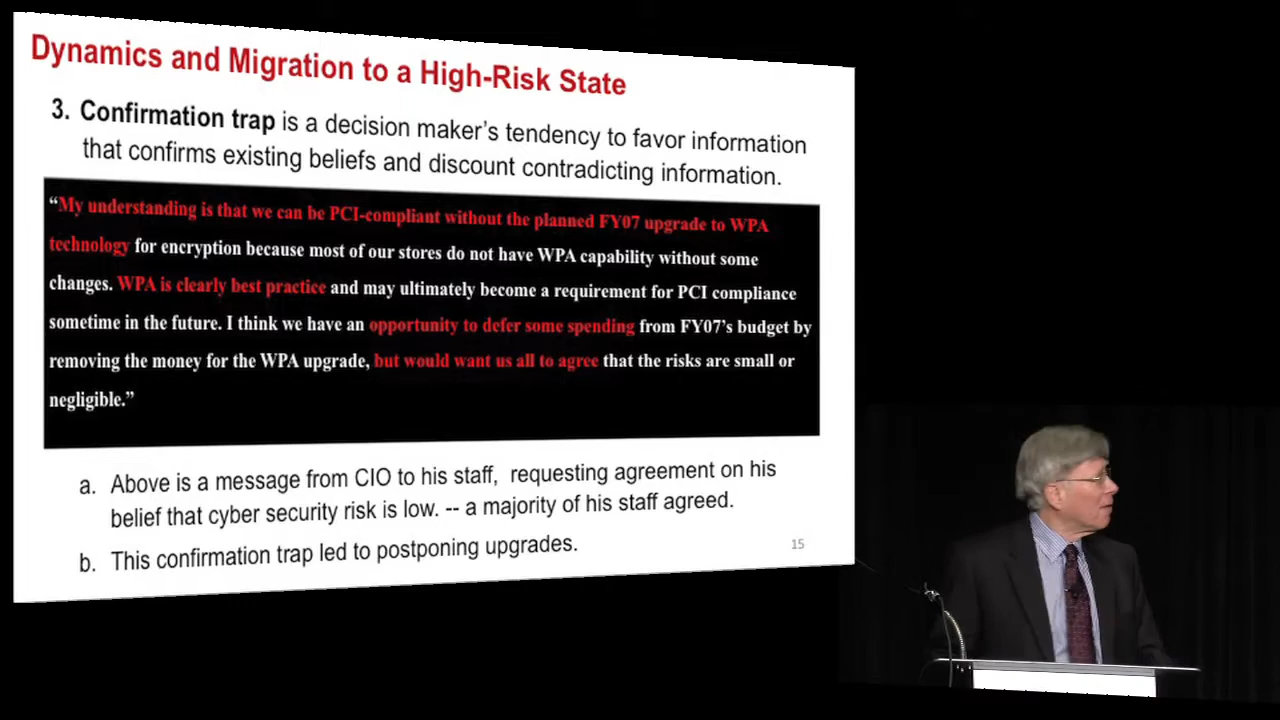 Dynamics and Migration to a High-Risk State
3. Confirmation trap is a decision maker's tendency to favor information
that confirms existing beliefs and discount contradicting information.
“My understanding is that we can be PCI-compliant without the planned FY07 upgrade to WPA
technology for encryption because most of our stores do not have WPA capability without some
changes. WPA is clearly best practice and may ultimately become a requirement for PCI compliance
sometime in the future. I think we have an opportunity to defer some spending from FY07’s budget by
removing the money for the WPA upgrade, but would want us all to agree that the risks are small or
negligible.”
a. Above is a message from CIO to his staff, requesting agreement on his
belief that cyber security risk is low. -- a majority of his staff agreed.
b. This confirmation trap led to postponing upgrades.
15